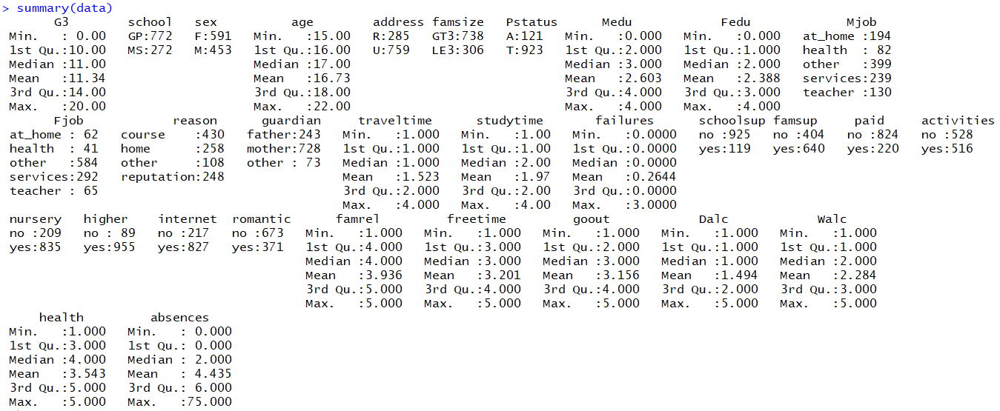 > summary(data)
G3 school sex age address famsize Pstatus Medu Fedu Mjob
Min. : 0.00 GP:772 F:591 Min. :15.00 R:285 GT3:738 A:121 Min. :0.000 Min. :0.000 at_home :194
1st Qu.:10.00 MS:272 M:453 1st Qu.:16.00 U:759 LE3:306 T:923 1st Qu.:2.000 1st Qu.:1.000 health : 82
Median :11.00 Median :17.00 Median :3.000 Median :2.000 other :399
Mean :11.34 Mean :16.73 Mean :2.603 Mean :2.388 services:239
3rd Qu.:14.00 3rd Qu.:18.00 3rd Qu.:4.000 3rd Qu.:3.000 teacher :130
Max. :20.00 Max. :22.00 Max. :4.000 Max. :4.000
Fjob reason guardian traveltime studytime failures schoolsup famsup paid activities
at_home : 62 course :430 father:243 Min. :1.000 Min. :1.00 Min. :0.0000 no :925 no :404 no :824 no :528
health : 41 home :258 mother:728 1st Qu.:1.000 1st Qu.:1.00 1st Qu.:0.0000 yes:119 yes:640 yes:220 yes:516
other :584 other :108 other : 73 Median :1.000 Median :2.00 Median :0.0000
services:292 reputation:248 Mean :1.523 Mean :1.97 Mean :0.2644
teacher : 65 3rd Qu.:2.000 3rd Qu.:2.00 3rd Qu.:0.0000
Max. :4.000 Max. :4.00 Max. :3.0000
nursery higher internet romantic famrel freetime goout Dalc Walc
no :209 no : 89 no :217 no :673 Min. :1.000 Min. :1.000 Min. :1.000 Min. :1.000 Min. :1.000
yes:835 yes:955 yes:827 yes:371 1st Qu.:4.000 1st Qu.:3.000 1st Qu.:2.000 1st Qu.:1.000 1st Qu.:1.000
Median :4.000 Median :3.000 Median :3.000 Median :1.000 Median :2.000
Mean :3.936 Mean :3.201 Mean :3.156 Mean :1.494 Mean :2.284
3rd Qu.:5.000 3rd Qu.:4.000 3rd Qu.:4.000 3rd Qu.:2.000 3rd Qu.:3.000
Max. :5.000 Max. :5.000 Max. :5.000 Max. :5.000 Max. :5.000
health absences
Min. :1.000 Min. : 0.000
1st Qu.:3.000 1st Qu.: 0.000
Median :4.000 Median : 2.000
Mean :3.543 Mean : 4.435
3rd Qu.:5.000 3rd Qu.: 6.000
Max. :5.000 Max. :75.000